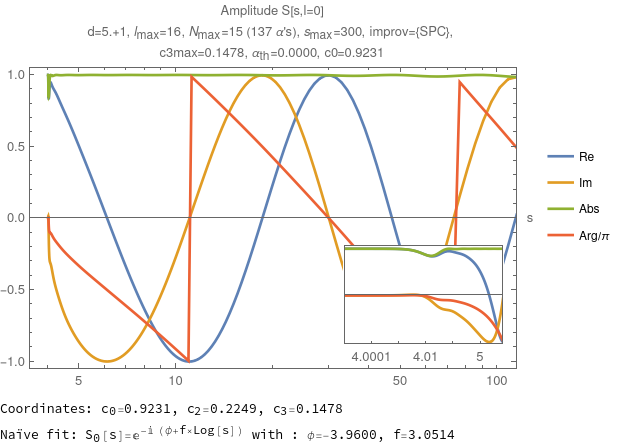 Amplitude S[s,l=0]
d=5.+1, lmax=16, Nmax=15 (137 α's), smax=300, improv={SPC},
c3max=0.1478, αth=0.0000, c0=0.9231
1.0
0.5
0.0
−0.5
−1.0
s
5
10
50
100
4.0001
4.01
5
Re
Im
Abs
Arg/π
Coordinates: c0=0.9231, c2=0.2249, c3=0.1478
Naïve fit: S0[s]=e^-i (ϕ+f×Log[s]) with : ϕ=-3.9600, f=3.0514